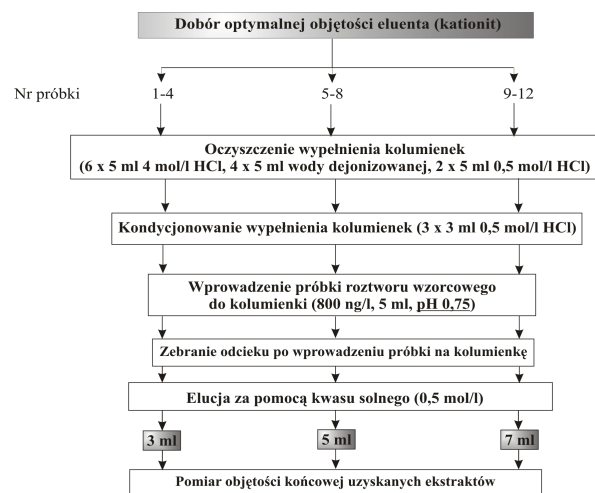 Dobór optymalnej objętości eluenta (kationit)
Nr próbki 1-4 5-8 9-12
Oczyszczenie wypełnienia kolumienek
(6 x 5 ml 4 mol/l HCl, 4 x 5 ml wody dejonizowanej, 2 x 5 ml 0,5 mol/l HCl)
Kondycjonowanie wypełnienia kolumienek (3 x 3 ml 0,5 mol/l HCl)
Wprowadzenie próbki roztworu wzorcowego
do kolumienki (800 ng/l, 5 ml, pH 0,75)
Zebranie odcieku po wprowadzeniu próbki na kolumienkę
Elucja za pomocą kwasu solnego (0,5 mol/l)
3 ml 5 ml 7 ml
Pomiar objętości końcowej uzyskanych ekstraktów